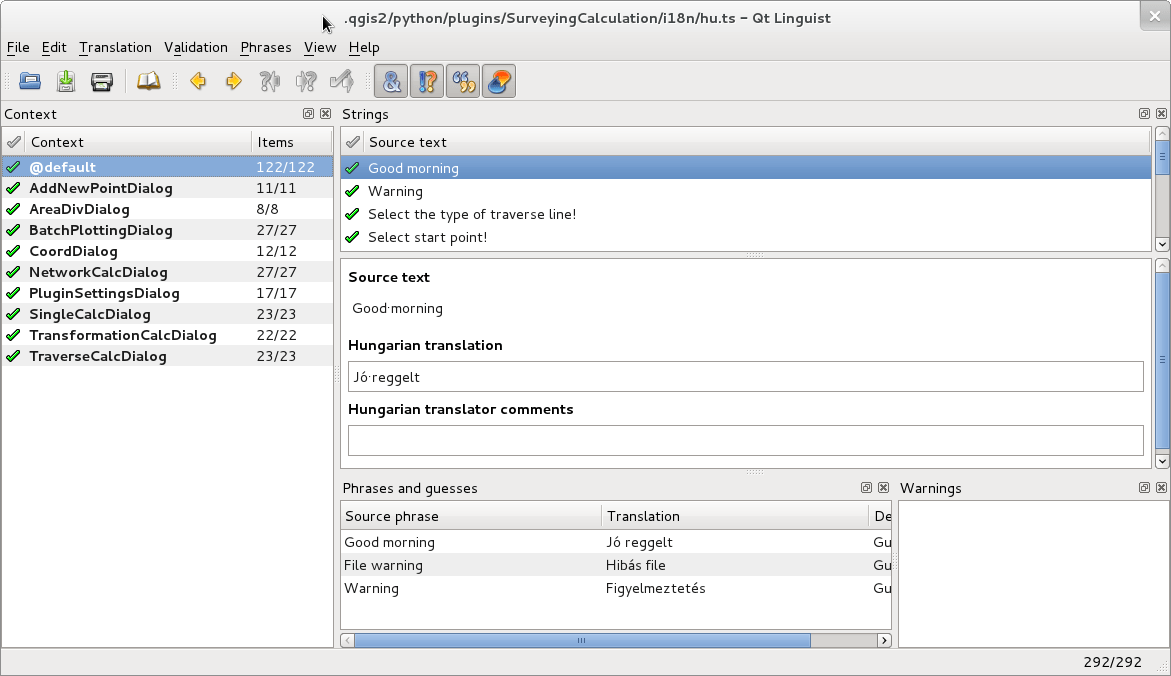 .qgis2/python/plugins/SurveyingCalculation/i18n/hu.ts - Qt Linguist
File Edit Translation Validation Phrases View Help
Context
Context Items
@default 122/122
AddNewPointDialog 11/11
AreaDivDialog 8/8
BatchPlottingDialog 27/27
CoordDialog 12/12
NetworkCalcDialog 27/27
PluginSettingsDialog 17/17
SingleCalcDialog 23/23
TransformationCalcDialog 22/22
TraverseCalcDialog 23/23
Strings
Source text
Good morning
Warning
Select the type of traverse line!
Select start point!
Source text
Good·morning
Hungarian translation
Jó·reggelt
Hungarian translator comments
Phrases and guesses
Source phrase Translation De
Good morning Jó reggelt Gu
File warning Hibás file Gu
Warning Figyelmeztetés Gu
Warnings
292/292